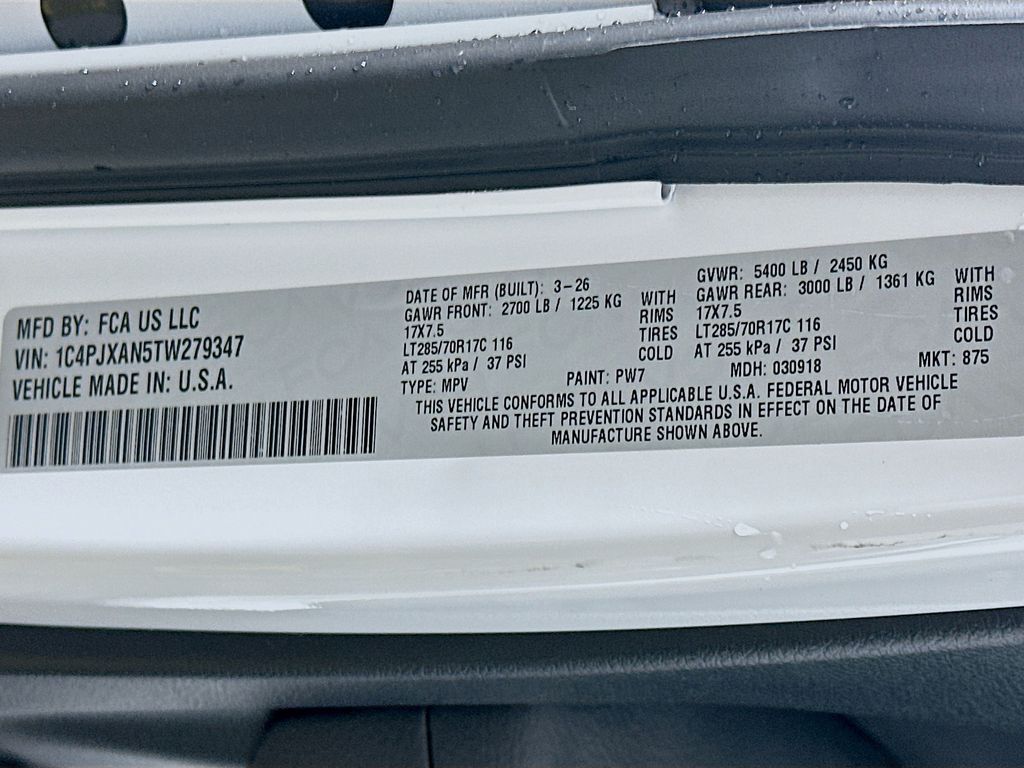 MFD BY: FCA US LLC
VIN: 1C4PJXAN5TW279347
VEHICLE MADE IN: U.S.A.
DATE OF MFR (BUILT): 3-26
GAWR FRONT: 2700 LB / 1225 KG WITH
17X7.5 RIMS
LT285/70R17C 116 TIRES
AT 255 kPa / 37 PSI COLD
GVWR: 5400 LB / 2450 KG
GAWR REAR: 3000 LB / 1361 KG WITH
17X7.5 RIMS
LT285/70R17C 116 TIRES
AT 255 kPa / 37 PSI COLD
TYPE: MPV PAINT: PW7 MDH: 030918 MKT: 875
THIS VEHICLE CONFORMS TO ALL APPLICABLE U.S.A. FEDERAL MOTOR VEHICLE
SAFETY AND THEFT PREVENTION STANDARDS IN EFFECT ON THE DATE OF
MANUFACTURE SHOWN ABOVE.